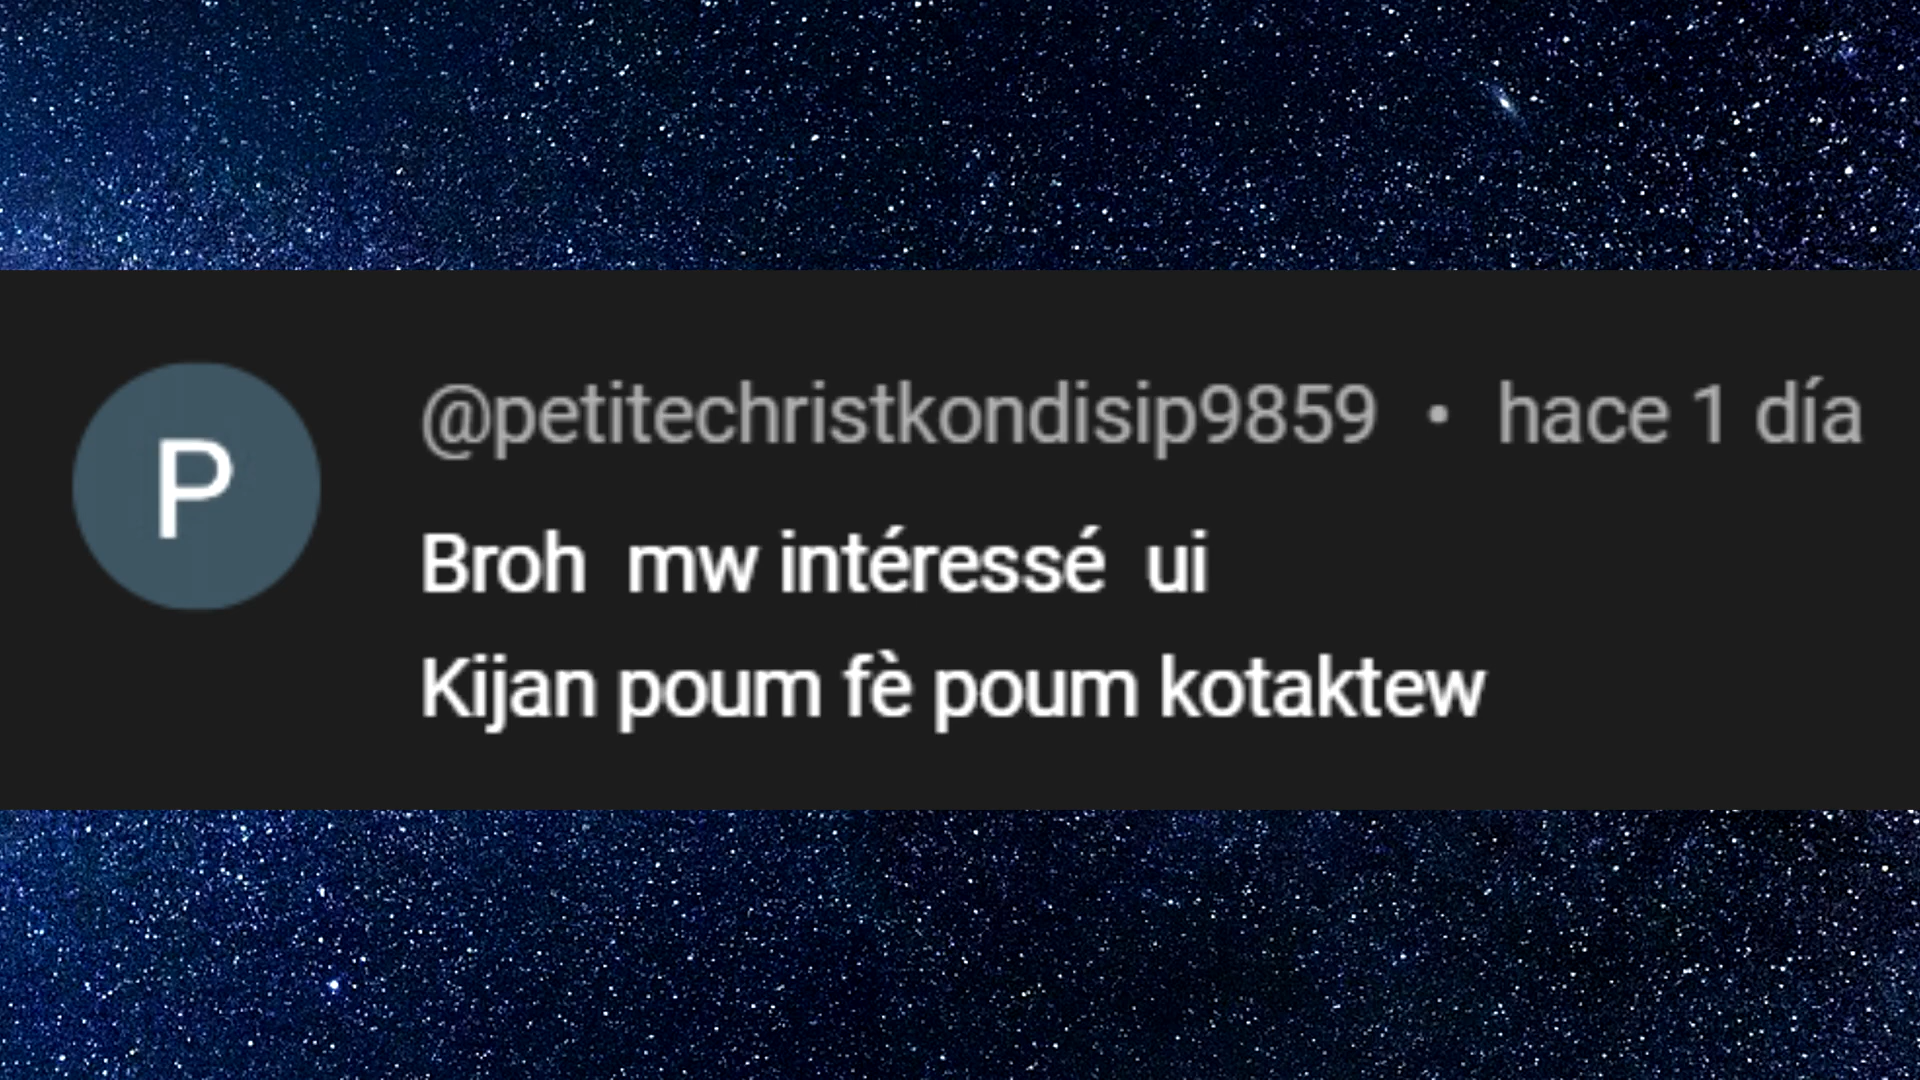 P
@petitechristkondisip9859 • hace 1 día
Broh mw intéressé ui
Kijan poum fè poum kotaktew